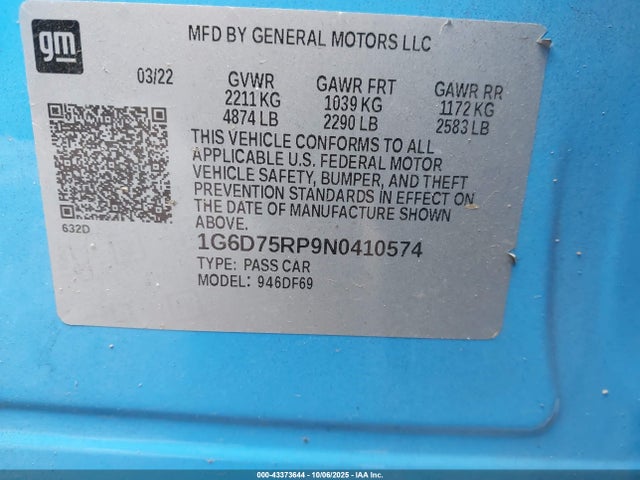 gm
MFD BY GENERAL MOTORS LLC
03/22 GVWR GAWR FRT GAWR RR
2211 KG 1039 KG 1172 KG
4874 LB 2290 LB 2583 LB
THIS VEHICLE CONFORMS TO ALL
APPLICABLE U.S. FEDERAL MOTOR
VEHICLE SAFETY, BUMPER, AND THEFT
PREVENTION STANDARDS IN EFFECT ON
THE DATE OF MANUFACTURE SHOWN
ABOVE.
632D
1G6D75RP9N0410574
TYPE: PASS CAR
MODEL: 946DF69
000-43373644 - 10/06/2025 - IAA Inc.